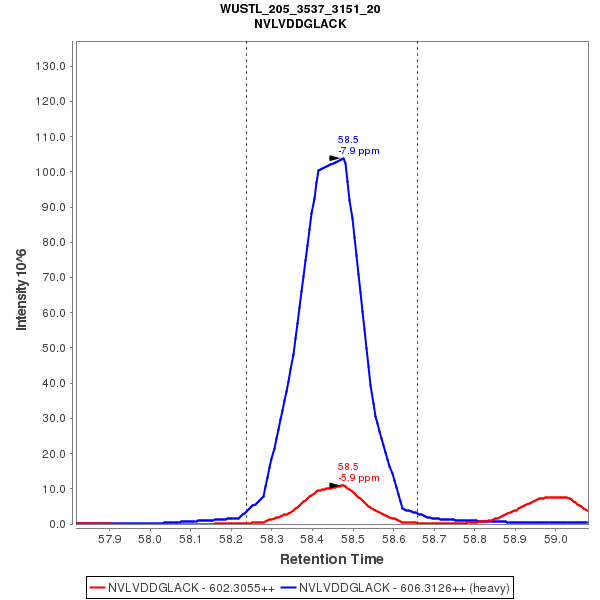 WUSTL_205_3537_3151_20
NVLVDDGLACK
Intensity 10^6
130.0
120.0
110.0
100.0
90.0
80.0
70.0
60.0
50.0
40.0
30.0
20.0
10.0
0.0
58.5
-7.9 ppm
58.5
-5.9 ppm
57.9 58.0 58.1 58.2 58.3 58.4 58.5 58.6 58.7 58.8 58.9 59.0
Retention Time
NVLVDDGLACK - 602.3055++ NVLVDDGLACK - 606.3126++ (heavy)